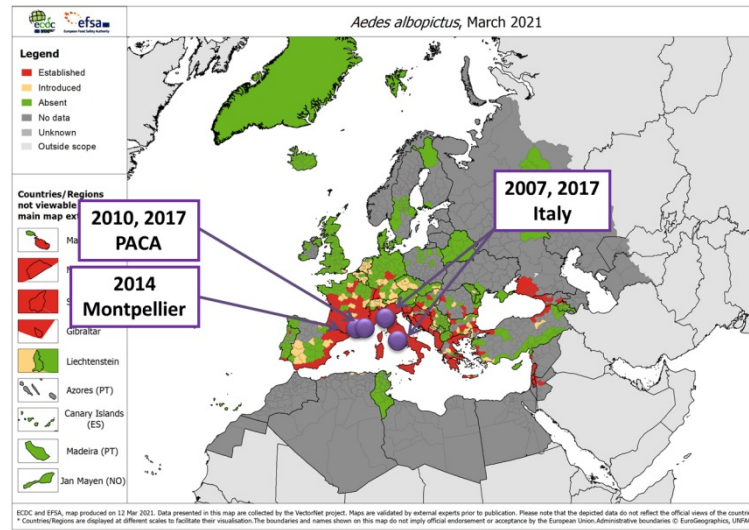 ecdc
efsa
European Food Safety Authority
Aedes albopictus, March 2021
Legend
Established
Introduced
Absent
No data
Unknown
Outside scope
Countries/Regions
not viewable
main map ext
Ma
Gibraltar
Liechtenstein
Azores (PT)
Canary Islands
(ES)
Madeira (PT)
Jan Mayen (NO)
2010, 2017
PACA
2014
Montpellier
2007, 2017
Italy
ECDC and EFSA, map produced on 12 Mar 2021. Data presented in this map are collected by the VectorNet project. Maps are validated by external experts prior to publication. Please note that the depicted data do not reflect the official views of the countr
* Countries/Regions are displayed at different scales to facilitate their visualisation. The boundaries and names shown on this map do not imply official endorsement or acceptance by the European Union. Administrative boundaries © EuroGeographics, UNFA